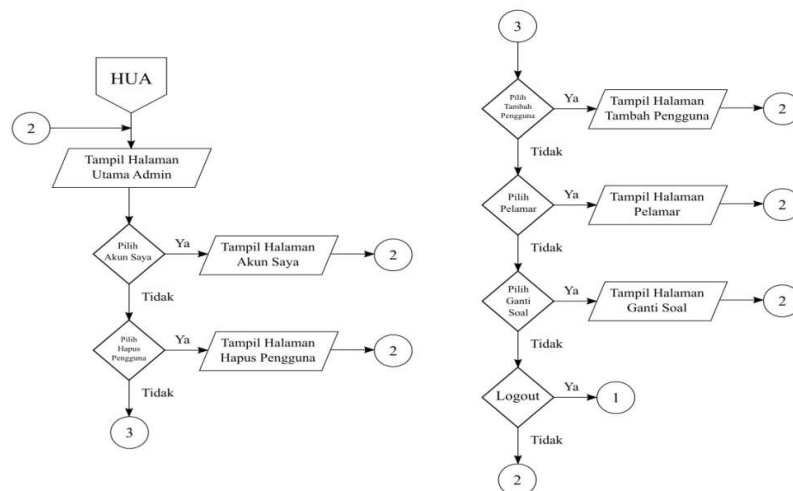 HUA
2
Tampil Halaman
Utama Admin
Pilih
Akun Saya
Ya
Tampil Halaman
Akun Saya
2
Tidak
Pilih
Hapus
Pengguna
Ya
Tampil Halaman
Hapus Pengguna
2
Tidak
3
3
Pilih
Tambah
Pengguna
Ya
Tampil Halaman
Tambah Pengguna
2
Tidak
Pilih
Pelamar
Ya
Tampil Halaman
Pelamar
2
Tidak
Pilih
Ganti
Soal
Ya
Tampil Halaman
Ganti Soal
2
Tidak
Logout
Ya
1
Tidak
2